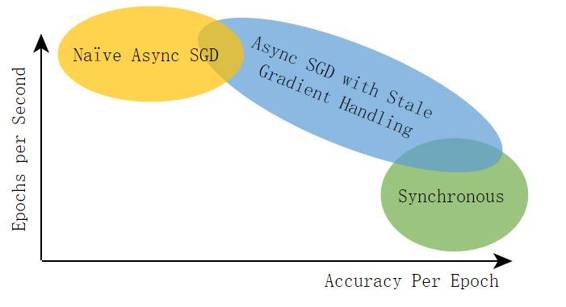 Naïve Async SGD
Async SGD with Stale
Gradient Handling
Synchronous
Epochs per Second
Accuracy Per Epoch